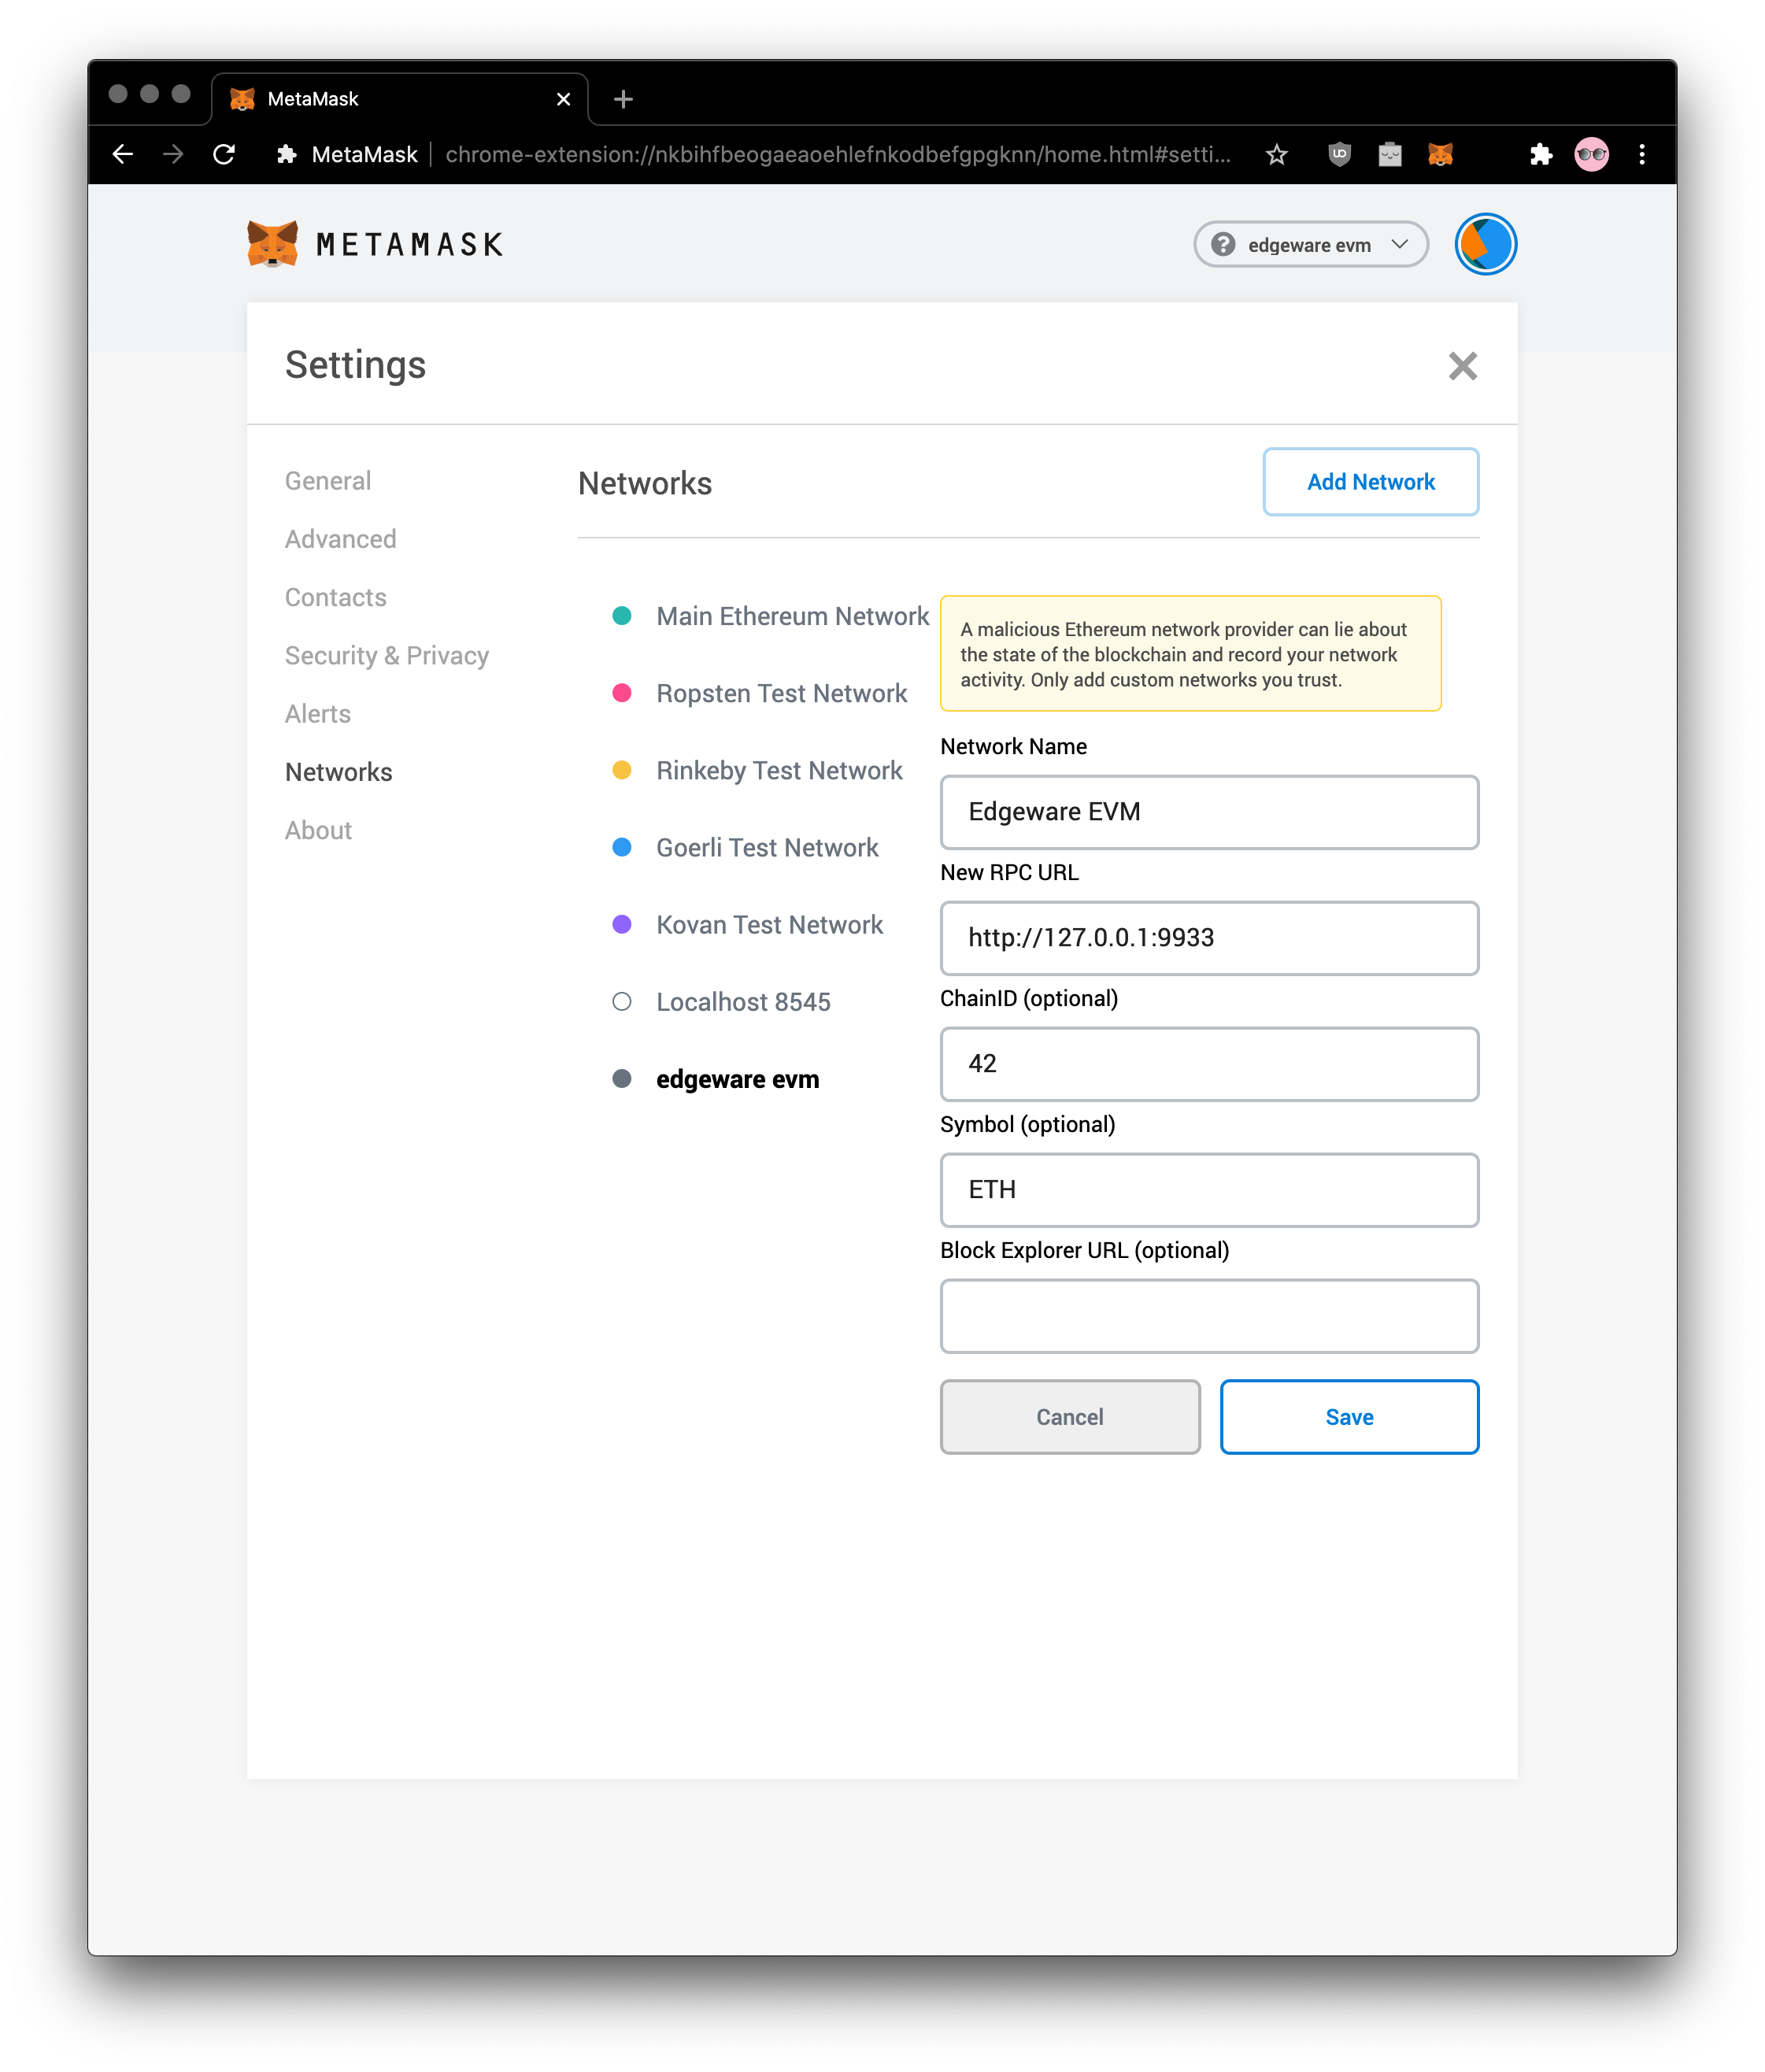 MetaMask
MetaMask
chrome-extension://nkbihfbeogaeaoehlefnkodbefgpgknn/home.html#setti...
METAMASK
edgeware evm
Settings
General
Advanced
Contacts
Security & Privacy
Alerts
Networks
About
Networks
Add Network
Main Ethereum Network
Ropsten Test Network
Rinkeby Test Network
Goerli Test Network
Kovan Test Network
Localhost 8545
edgeware evm
A malicious Ethereum network provider can lie about
the state of the blockchain and record your network
activity. Only add custom networks you trust.
Network Name
Edgeware EVM
New RPC URL
http://127.0.0.1:9933
ChainID (optional)
42
Symbol (optional)
ETH
Block Explorer URL (optional)
Cancel
Save